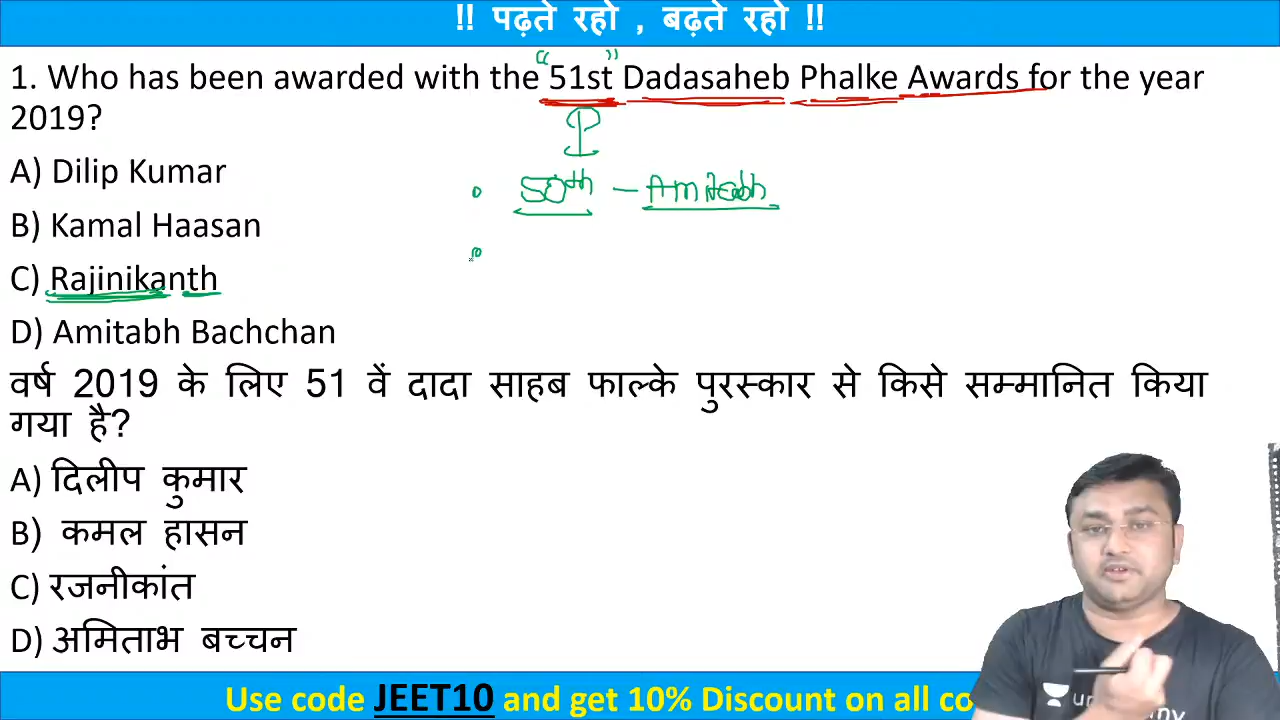 !! पढ़ते रहो , बढ़ते रहो !!
1. Who has been awarded with the "51st" Dadasaheb Phalke Awards for the year
2019?
A) Dilip Kumar
50th - Amitabh
B) Kamal Haasan
C) Rajinikanth
D) Amitabh Bachchan
वर्ष 2019 के लिए 51 वें दादा साहब फाल्के पुरस्कार से किसे सम्मानित किया
गया है?
A) दिलीप कुमार
B) कमल हासन
C) रजनीकांत
D) अमिताभ बच्चन
Use code JEET10 and get 10% Discount on all co